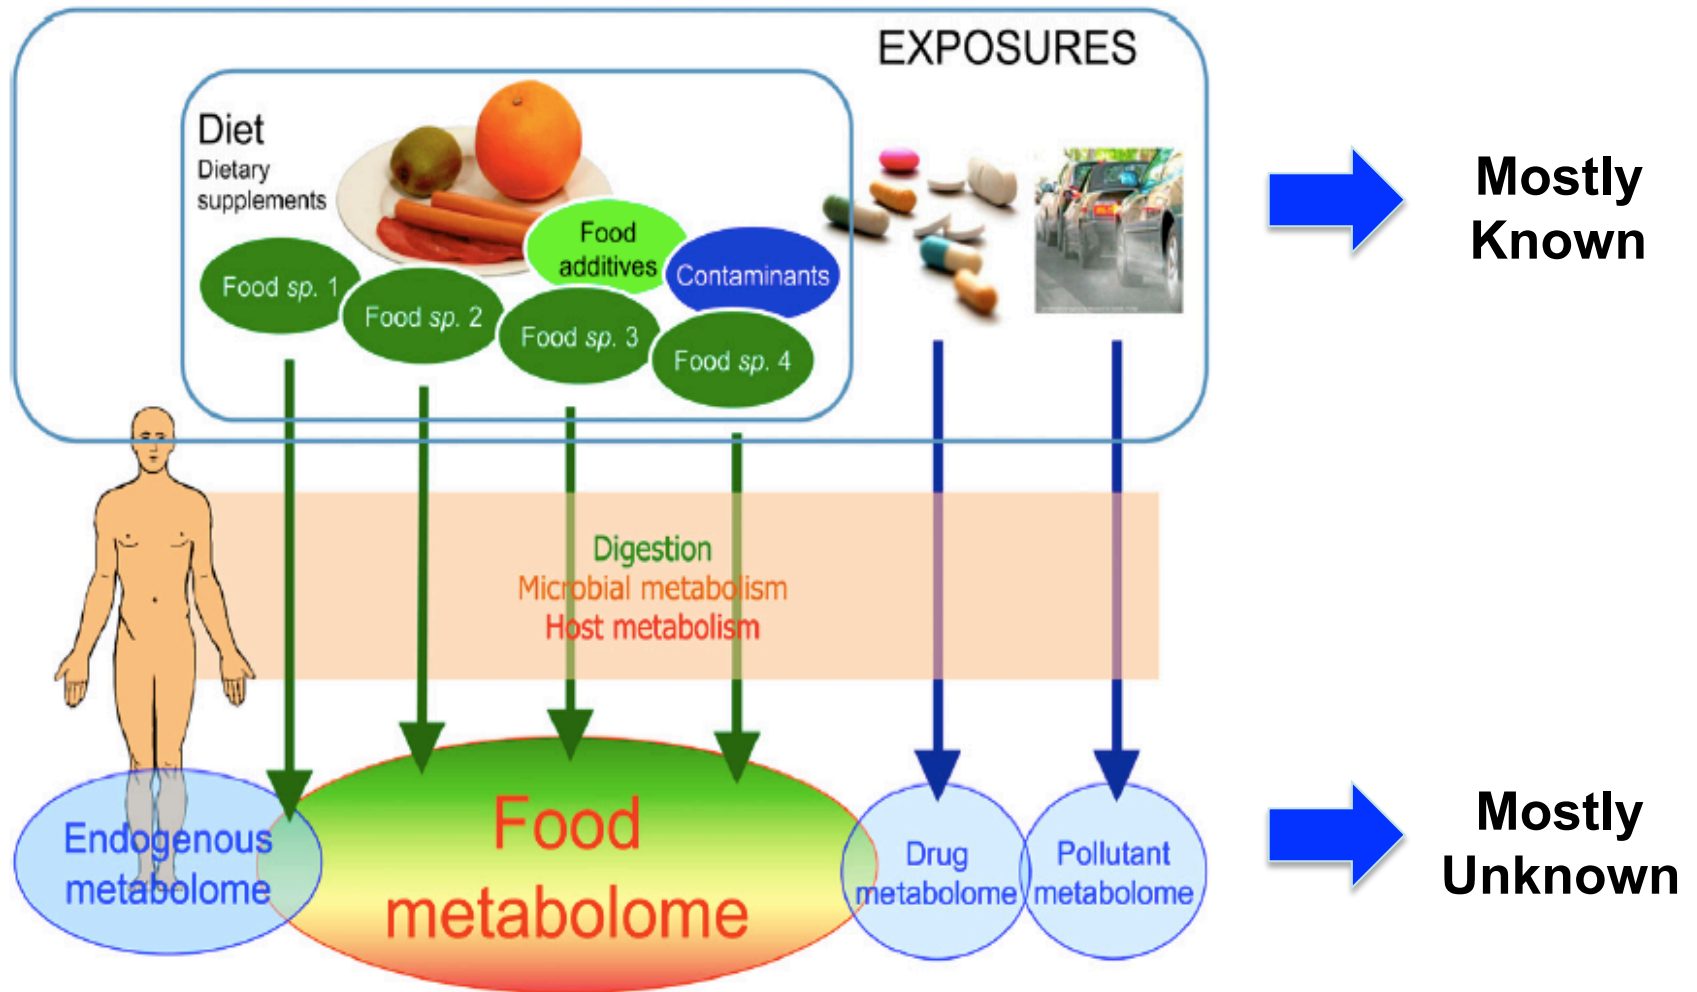 EXPOSURES
Diet
Dietary
supplements
Food
additives
Contaminants
Food sp. 1
Food sp. 2
Food sp. 3
Food sp. 4
Mostly
Known
Digestion
Microbial metabolism
Host metabolism
Endogenous
metabolome
Food
metabolome
Drug
metabolome
Pollutant
metabolome
Mostly
Unknown